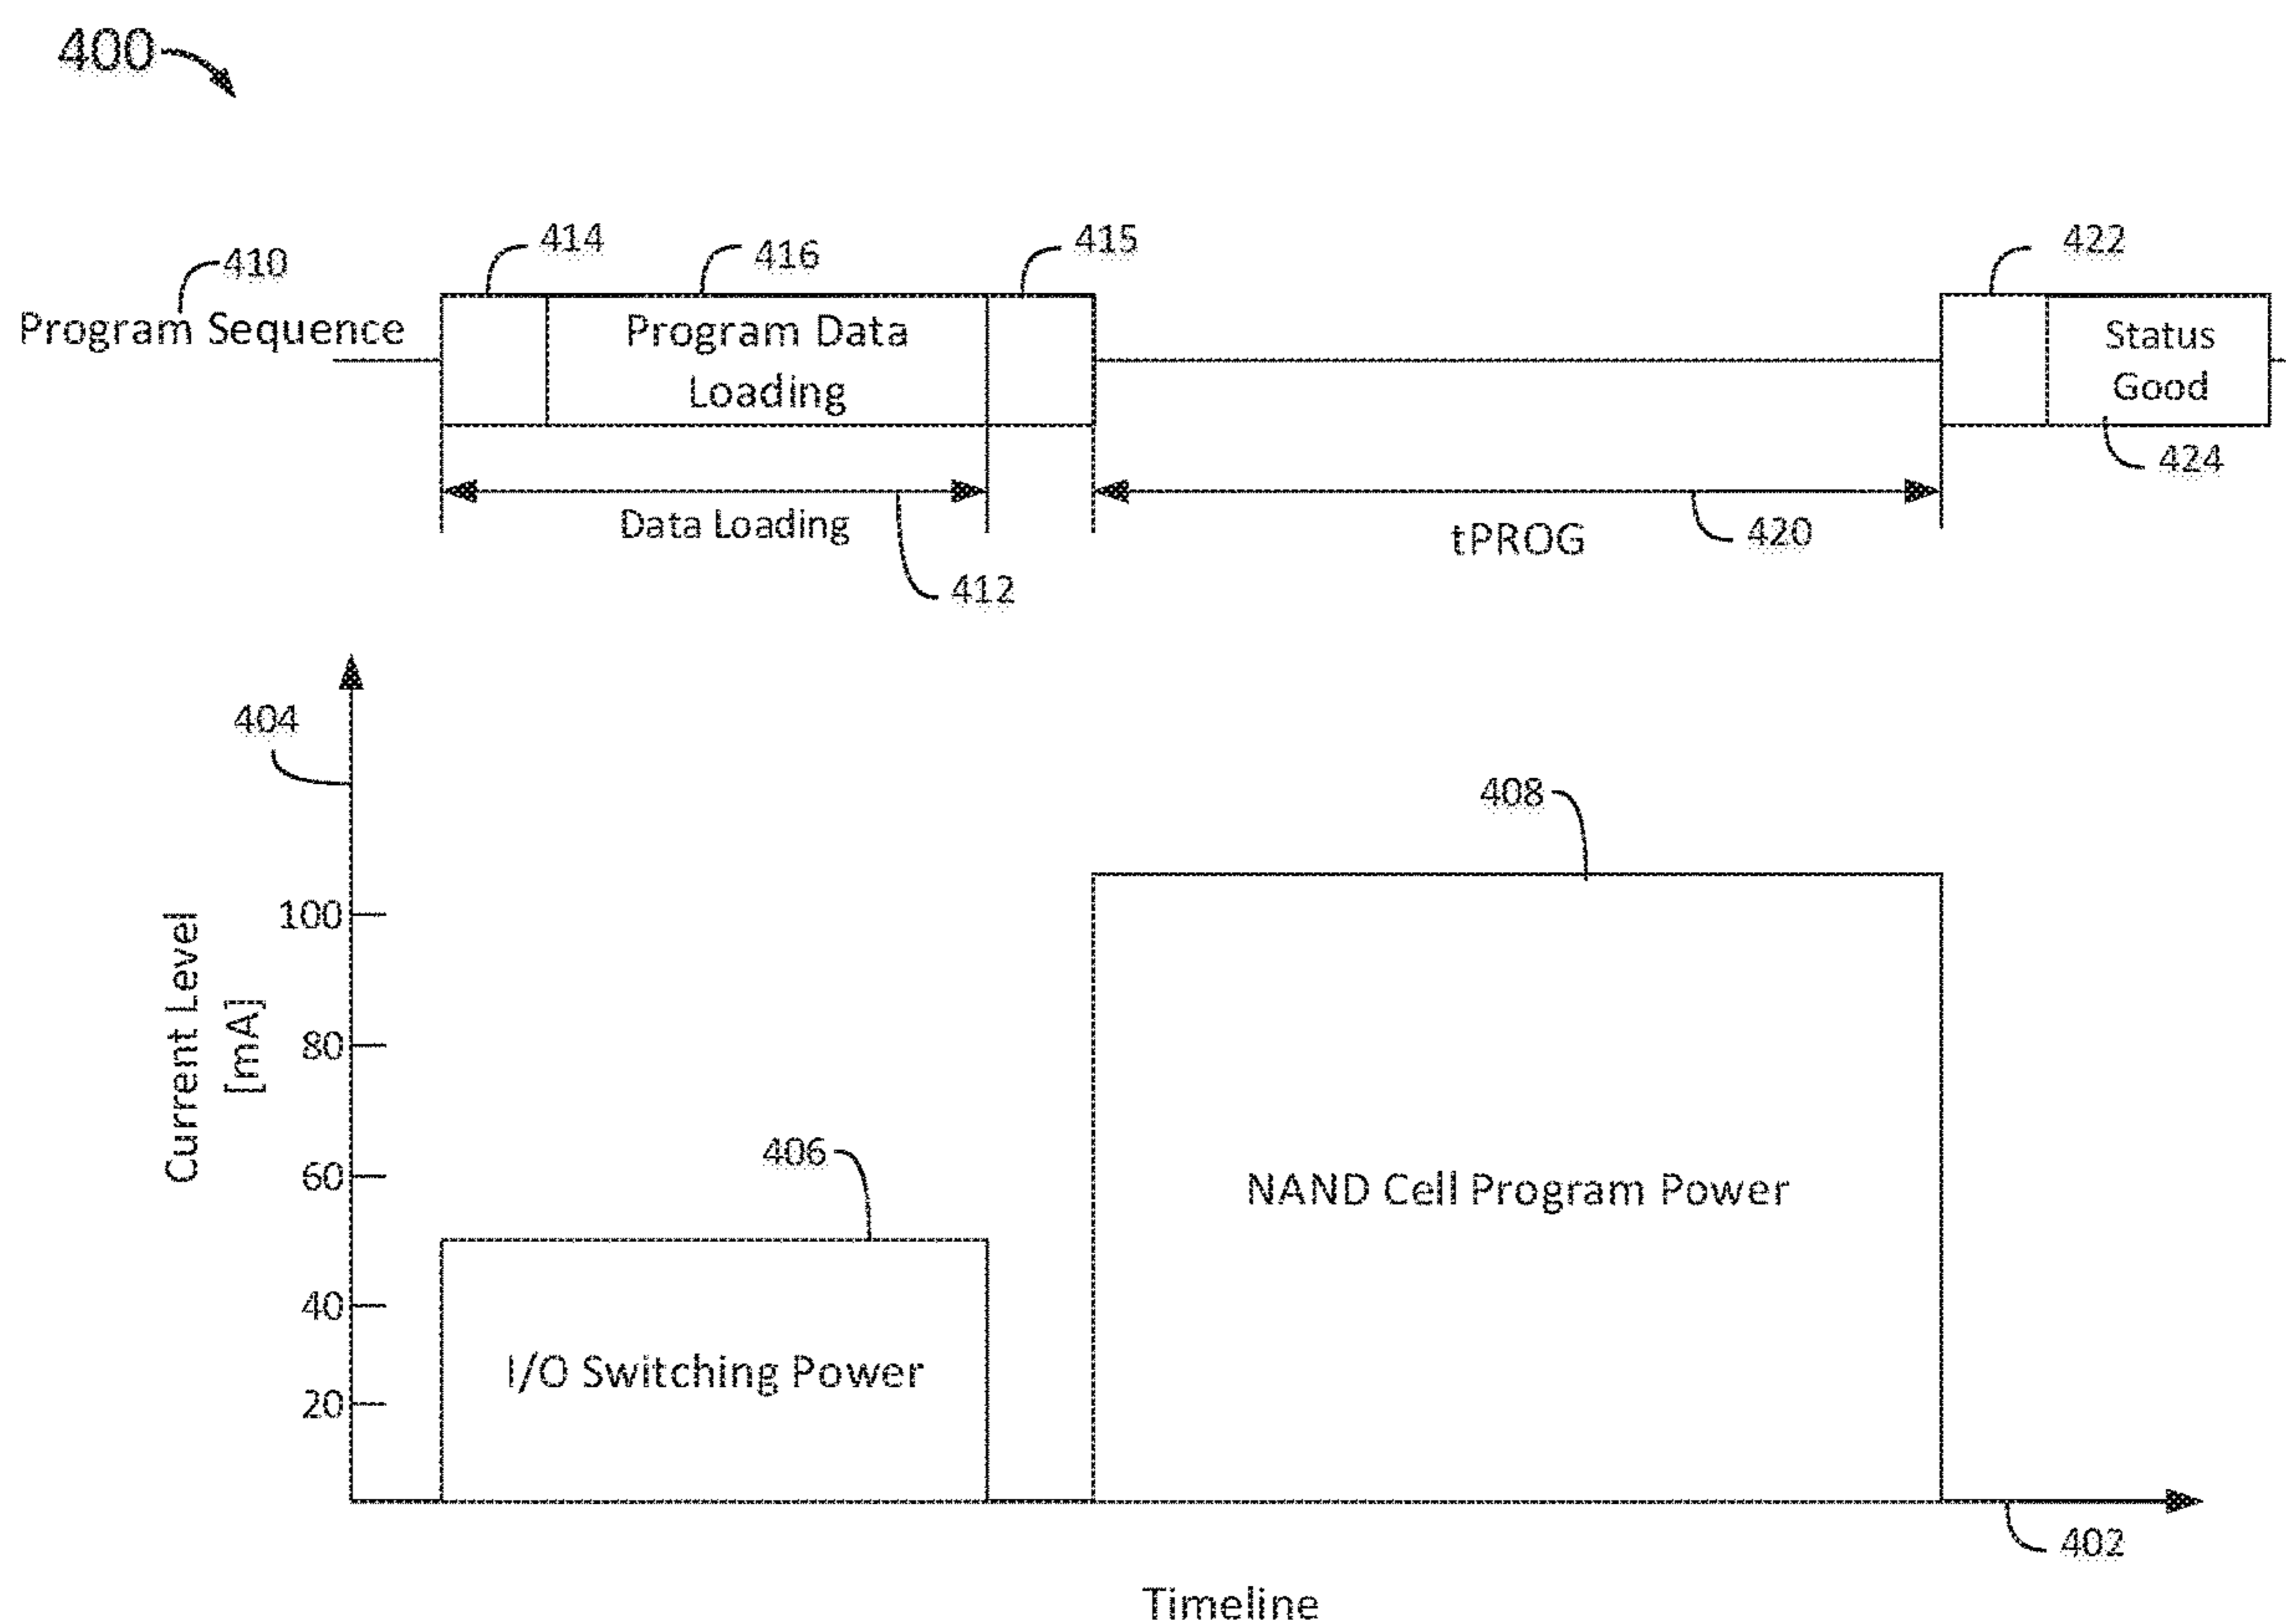 400
414
416
415
422
410
Program Sequence
Program Data
Loading
Status
Good
424
Data Loading
412
tPROG
420
404
408
Current Level
[mA]
100
80
60
40
20
406
NAND Cell Program Power
I/O Switching Power
402
Timeline